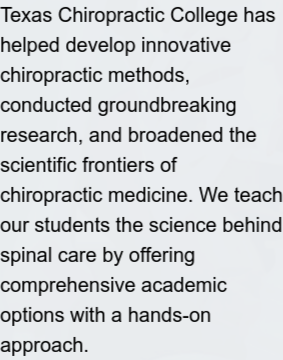 Texas Chiropractic College has
helped develop innovative
chiropractic methods,
conducted groundbreaking
research, and broadened the
scientific frontiers of
chiropractic medicine. We teach
our students the science behind
spinal care by offering
comprehensive academic
options with a hands-on
approach.